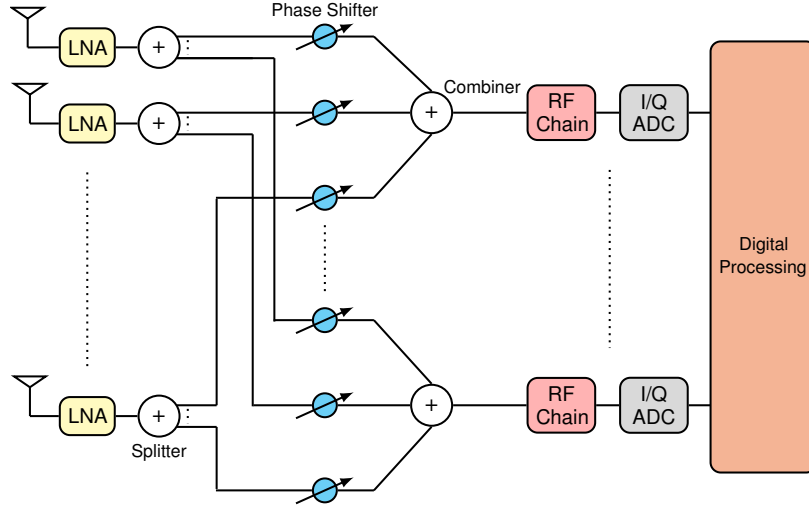 Phase Shifter
LNA
+
Combiner
LNA
+
+
RF
Chain
I/Q
ADC
Digital
Processing
LNA
+
+
RF
Chain
I/Q
ADC
Splitter